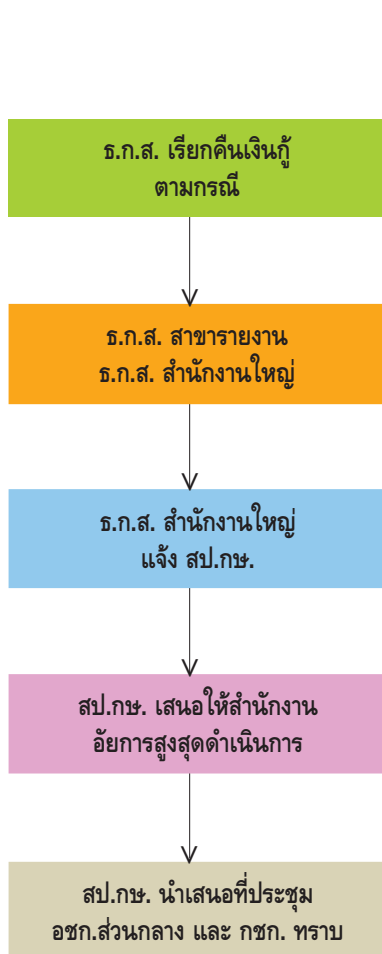 ธ.ก.ส. เรียกคืนเงินกู้
ตามกรณี
ธ.ก.ส. สาขารายงาน
ธ.ก.ส. สำนักงานใหญ่
ธ.ก.ส. สำนักงานใหญ่
แจ้ง สป.กษ.
สป.กษ. เสนอให้สำนักงาน
อัยการสูงสุดดำเนินการ
สป.กษ. นำเสนอที่ประชุม
อชก.ส่วนกลาง และ กชก. ทราบ